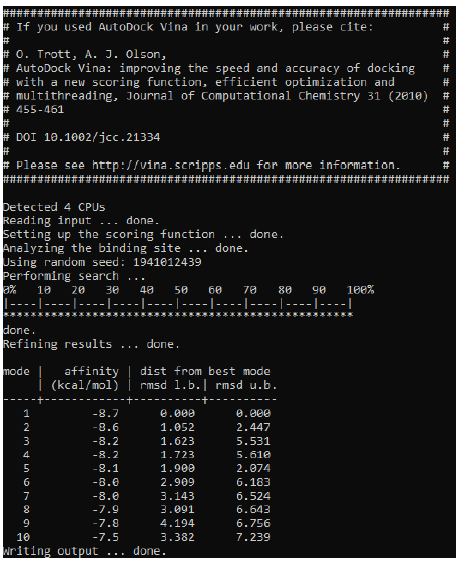 #################################################################
# If you used AutoDock Vina in your work, please cite:          #
#                                                               #
# O. Trott, A. J. Olson,                                        #
# AutoDock Vina: improving the speed and accuracy of docking    #
# with a new scoring function, efficient optimization and       #
# multithreading, Journal of Computational Chemistry 31 (2010)  #
# 455-461                                                       #
#                                                               #
# DOI 10.1002/jcc.21334                                         #
#                                                               #
# Please see http://vina.scripps.edu for more information.      #
#################################################################
Detected 4 CPUs
Reading input ... done.
Setting up the scoring function ... done.
Analyzing the binding site ... done.
Using random seed: 1941012439
Performing search ...
0%   10   20   30   40   50   60   70   80   90   100%
|----|----|----|----|----|----|----|----|----|----|
***************************************************
done.
Refining results ... done.
mode |   affinity | dist from best mode
     | (kcal/mol) | rmsd l.b.| rmsd u.b.
-----+------------+----------+----------
   1         -8.7      0.000      0.000
   2         -8.6      1.052      2.447
   3         -8.2      1.623      5.531
   4         -8.2      1.723      5.610
   5         -8.1      1.900      2.074
   6         -8.0      2.909      6.183
   7         -8.0      3.143      6.524
   8         -7.9      3.091      6.643
   9         -7.8      4.194      6.756
  10         -7.5      3.382      7.239
Writing output ... done.